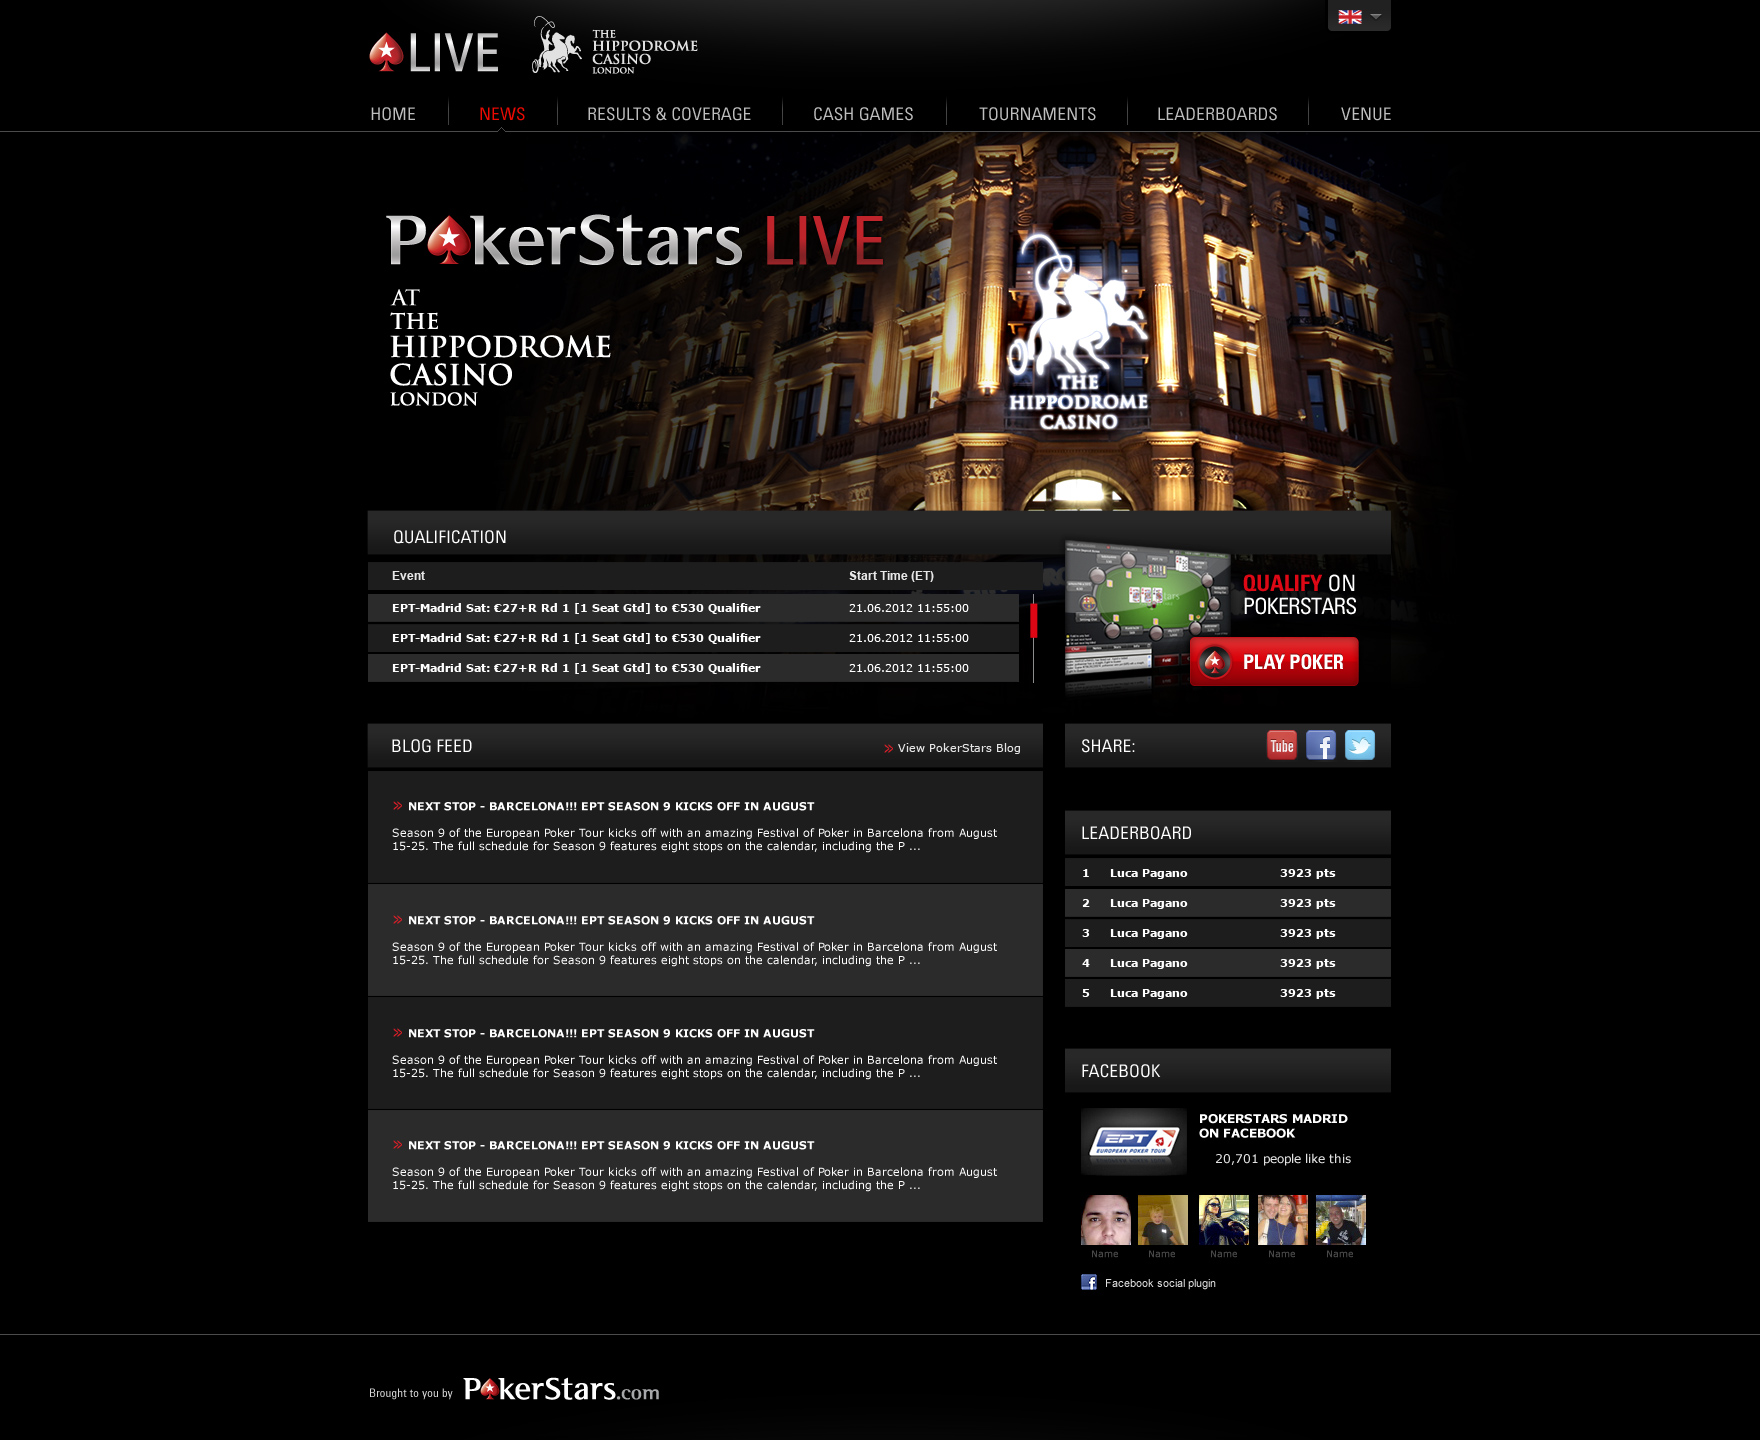 LIVE
THE
HIPPODROME
CASINO
LONDON
HOME
NEWS
RESULTS & COVERAGE
CASH GAMES
TOURNAMENTS
LEADERBOARDS
VENUE
PokerStars LIVE
AT
THE
HIPPODROME
CASINO
LONDON
THE
HIPPODROME
CASINO
QUALIFICATION
Event Start Time (ET)
EPT-Madrid Sat: €27+R Rd 1 [1 Seat Gtd] to €530 Qualifier 21.06.2012 11:55:00
EPT-Madrid Sat: €27+R Rd 1 [1 Seat Gtd] to €530 Qualifier 21.06.2012 11:55:00
EPT-Madrid Sat: €27+R Rd 1 [1 Seat Gtd] to €530 Qualifier 21.06.2012 11:55:00
QUALIFY ON
POKERSTARS
PLAY POKER
BLOG FEED
View PokerStars Blog
NEXT STOP - BARCELONA!!! EPT SEASON 9 KICKS OFF IN AUGUST
Season 9 of the European Poker Tour kicks off with an amazing Festival of Poker in Barcelona from August
15-25. The full schedule for Season 9 features eight stops on the calendar, including the P ...
NEXT STOP - BARCELONA!!! EPT SEASON 9 KICKS OFF IN AUGUST
Season 9 of the European Poker Tour kicks off with an amazing Festival of Poker in Barcelona from August
15-25. The full schedule for Season 9 features eight stops on the calendar, including the P ...
NEXT STOP - BARCELONA!!! EPT SEASON 9 KICKS OFF IN AUGUST
Season 9 of the European Poker Tour kicks off with an amazing Festival of Poker in Barcelona from August
15-25. The full schedule for Season 9 features eight stops on the calendar, including the P ...
NEXT STOP - BARCELONA!!! EPT SEASON 9 KICKS OFF IN AUGUST
Season 9 of the European Poker Tour kicks off with an amazing Festival of Poker in Barcelona from August
15-25. The full schedule for Season 9 features eight stops on the calendar, including the P ...
SHARE:
Tube
LEADERBOARD
1 Luca Pagano 3923 pts
2 Luca Pagano 3923 pts
3 Luca Pagano 3923 pts
4 Luca Pagano 3923 pts
5 Luca Pagano 3923 pts
FACEBOOK
EPT
EUROPEAN POKER TOUR
POKERSTARS MADRID
ON FACEBOOK
20,701 people like this
Name Name Name Name Name
Facebook social plugin
Brought to you by PokerStars.com